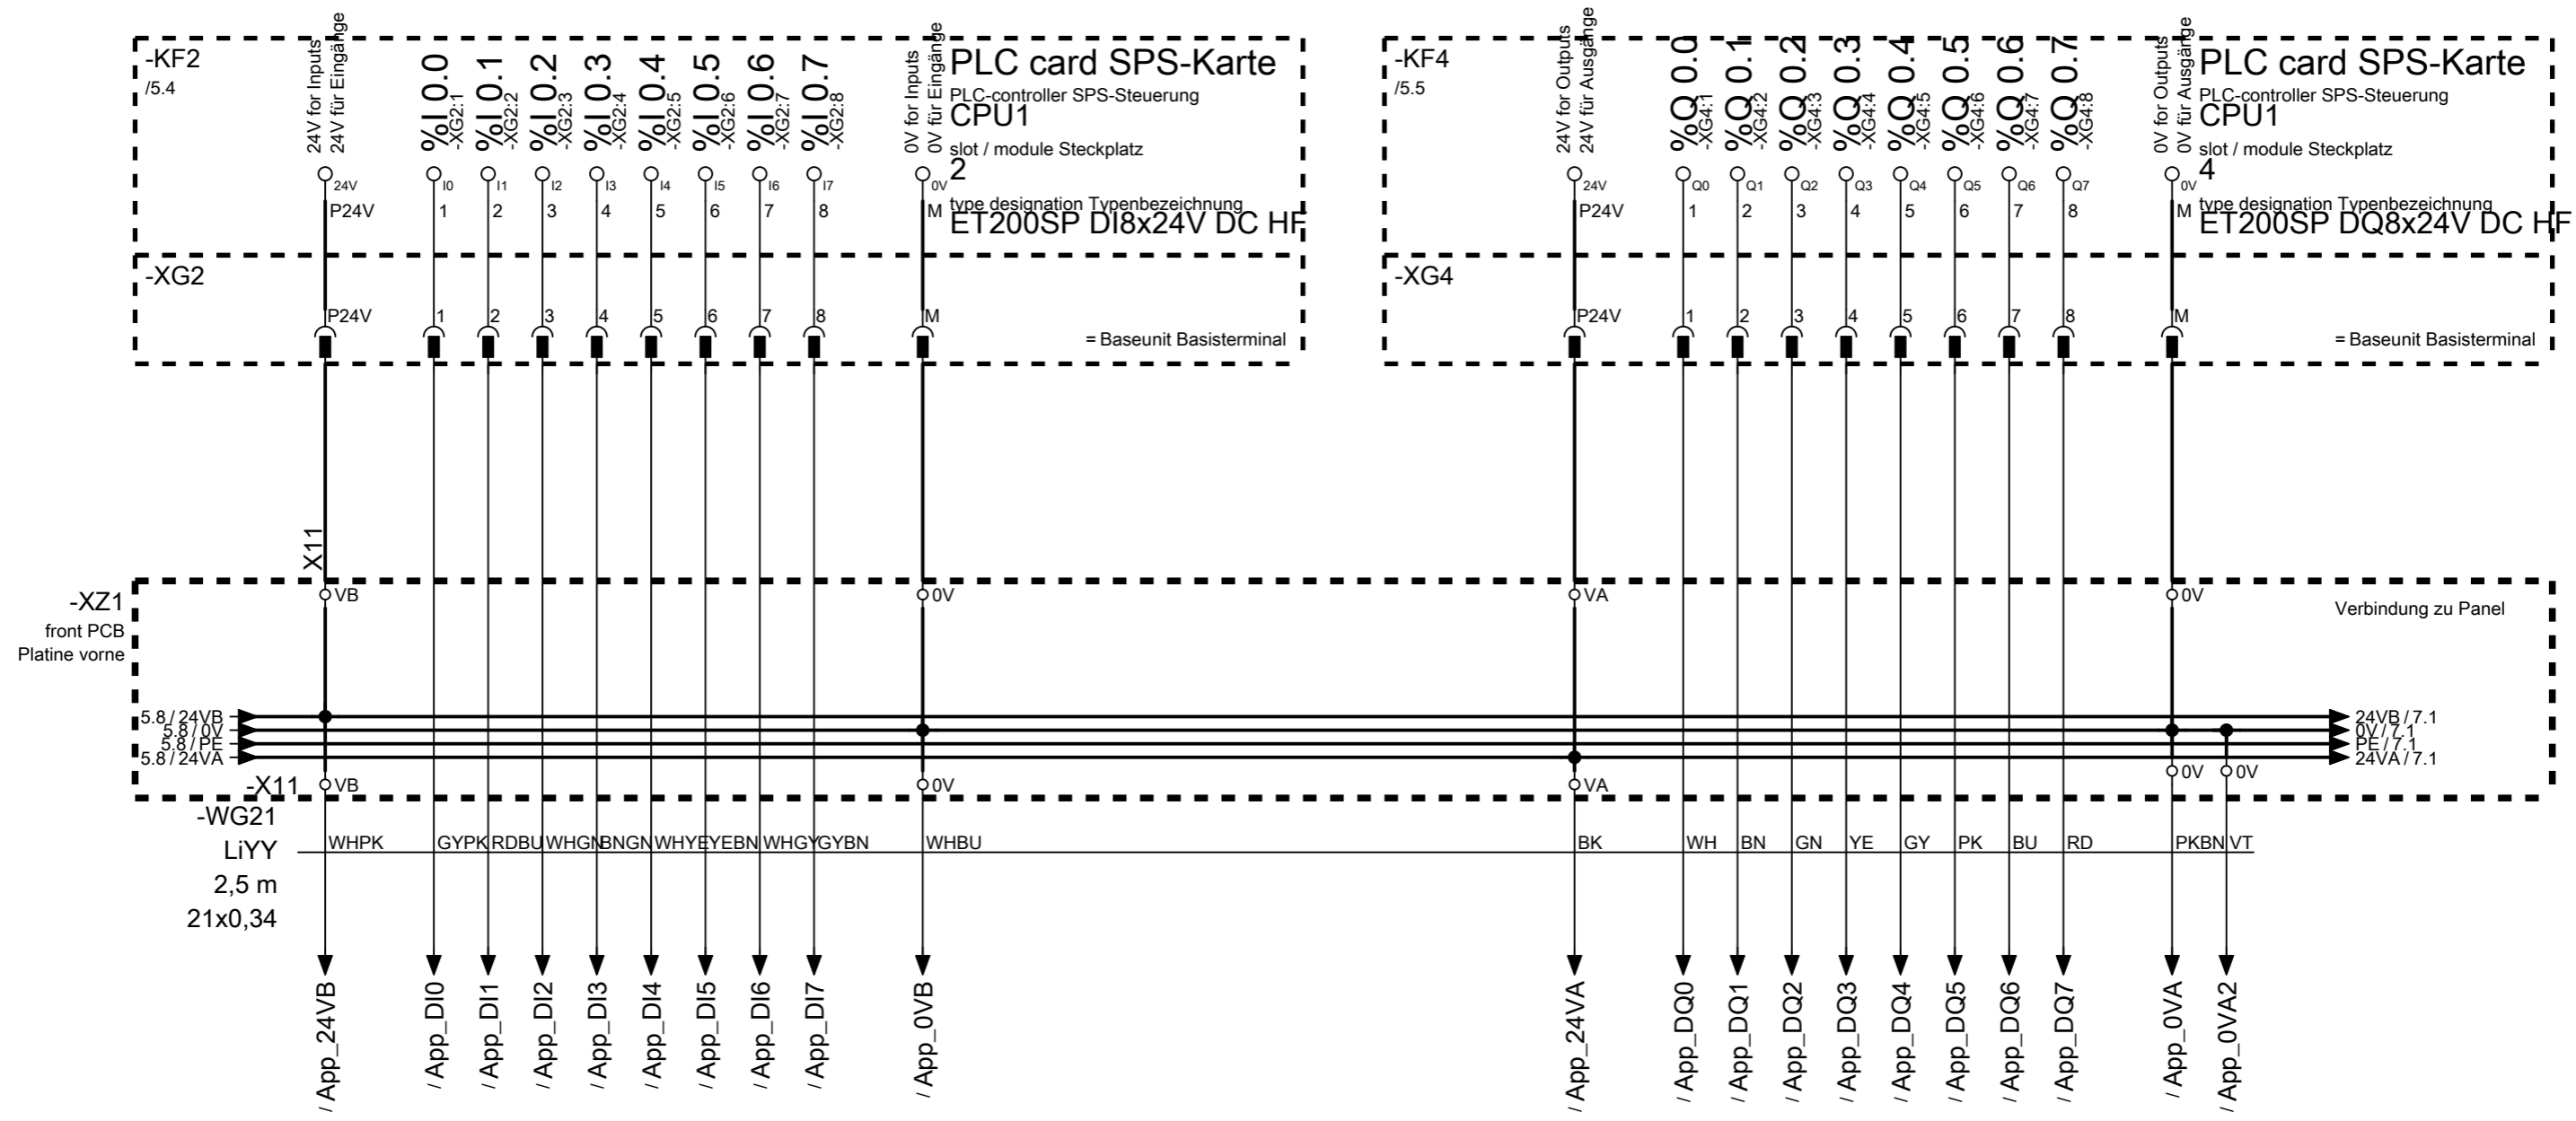 -KF2
/5.4
24V for Inputs
24V für Eingänge
%I 0.0
-XG2:1
%I 0.1
-XG2:2
%I 0.2
-XG2:3
%I 0.3
-XG2:4
%I 0.4
-XG2:5
%I 0.5
-XG2:6
%I 0.6
-XG2:7
%I 0.7
-XG2:8
0V for Inputs
0V für Eingänge
PLC card SPS-Karte
PLC-controller SPS-Steuerung
CPU1
slot / module Steckplatz
2
type designation Typenbezeichnung
ET200SP DI8x24V DC HF
24V I0 I1 I2 I3 I4 I5 I6 I7 0V
P24V 1 2 3 4 5 6 7 8 M
-XG2
P24V 1 2 3 4 5 6 7 8 M
= Baseunit Basisterminal
-KF4
/5.5
24V for Outputs
24V für Ausgänge
%Q 0.0
-XG4:1
%Q 0.1
-XG4:2
%Q 0.2
-XG4:3
%Q 0.3
-XG4:4
%Q 0.4
-XG4:5
%Q 0.5
-XG4:6
%Q 0.6
-XG4:7
%Q 0.7
-XG4:8
0V for Outputs
0V für Ausgänge
PLC card SPS-Karte
PLC-controller SPS-Steuerung
CPU1
slot / module Steckplatz
4
type designation Typenbezeichnung
ET200SP DQ8x24V DC HF
24V Q0 Q1 Q2 Q3 Q4 Q5 Q6 Q7 0V
P24V 1 2 3 4 5 6 7 8 M
-XG4
P24V 1 2 3 4 5 6 7 8 M
= Baseunit Basisterminal
X11
-XZ1
front PCB
Platine vorne
VB 0V VA 0V
Verbindung zu Panel
5.8 / 24VB
5.8 / 0V
5.8 / PE
5.8 / 24VA
24VB / 7.1
0V / 7.1
PE / 7.1
24VA / 7.1
-X11 VB 0V VA 0V 0V
-WG21
LiYY
2,5 m
21x0,34
WHPK GYPK RDBU WHGN BNGN WHYE YEBN WHGY GYBN WHBU BK WH BN GN YE GY PK BU RD PKBN VT
/ App_24VB
/ App_DI0
/ App_DI1
/ App_DI2
/ App_DI3
/ App_DI4
/ App_DI5
/ App_DI6
/ App_DI7
/ App_0VB
/ App_24VA
/ App_DQ0
/ App_DQ1
/ App_DQ2
/ App_DQ3
/ App_DQ4
/ App_DQ5
/ App_DQ6
/ App_DQ7
/ App_0VA
/ App_0VA2